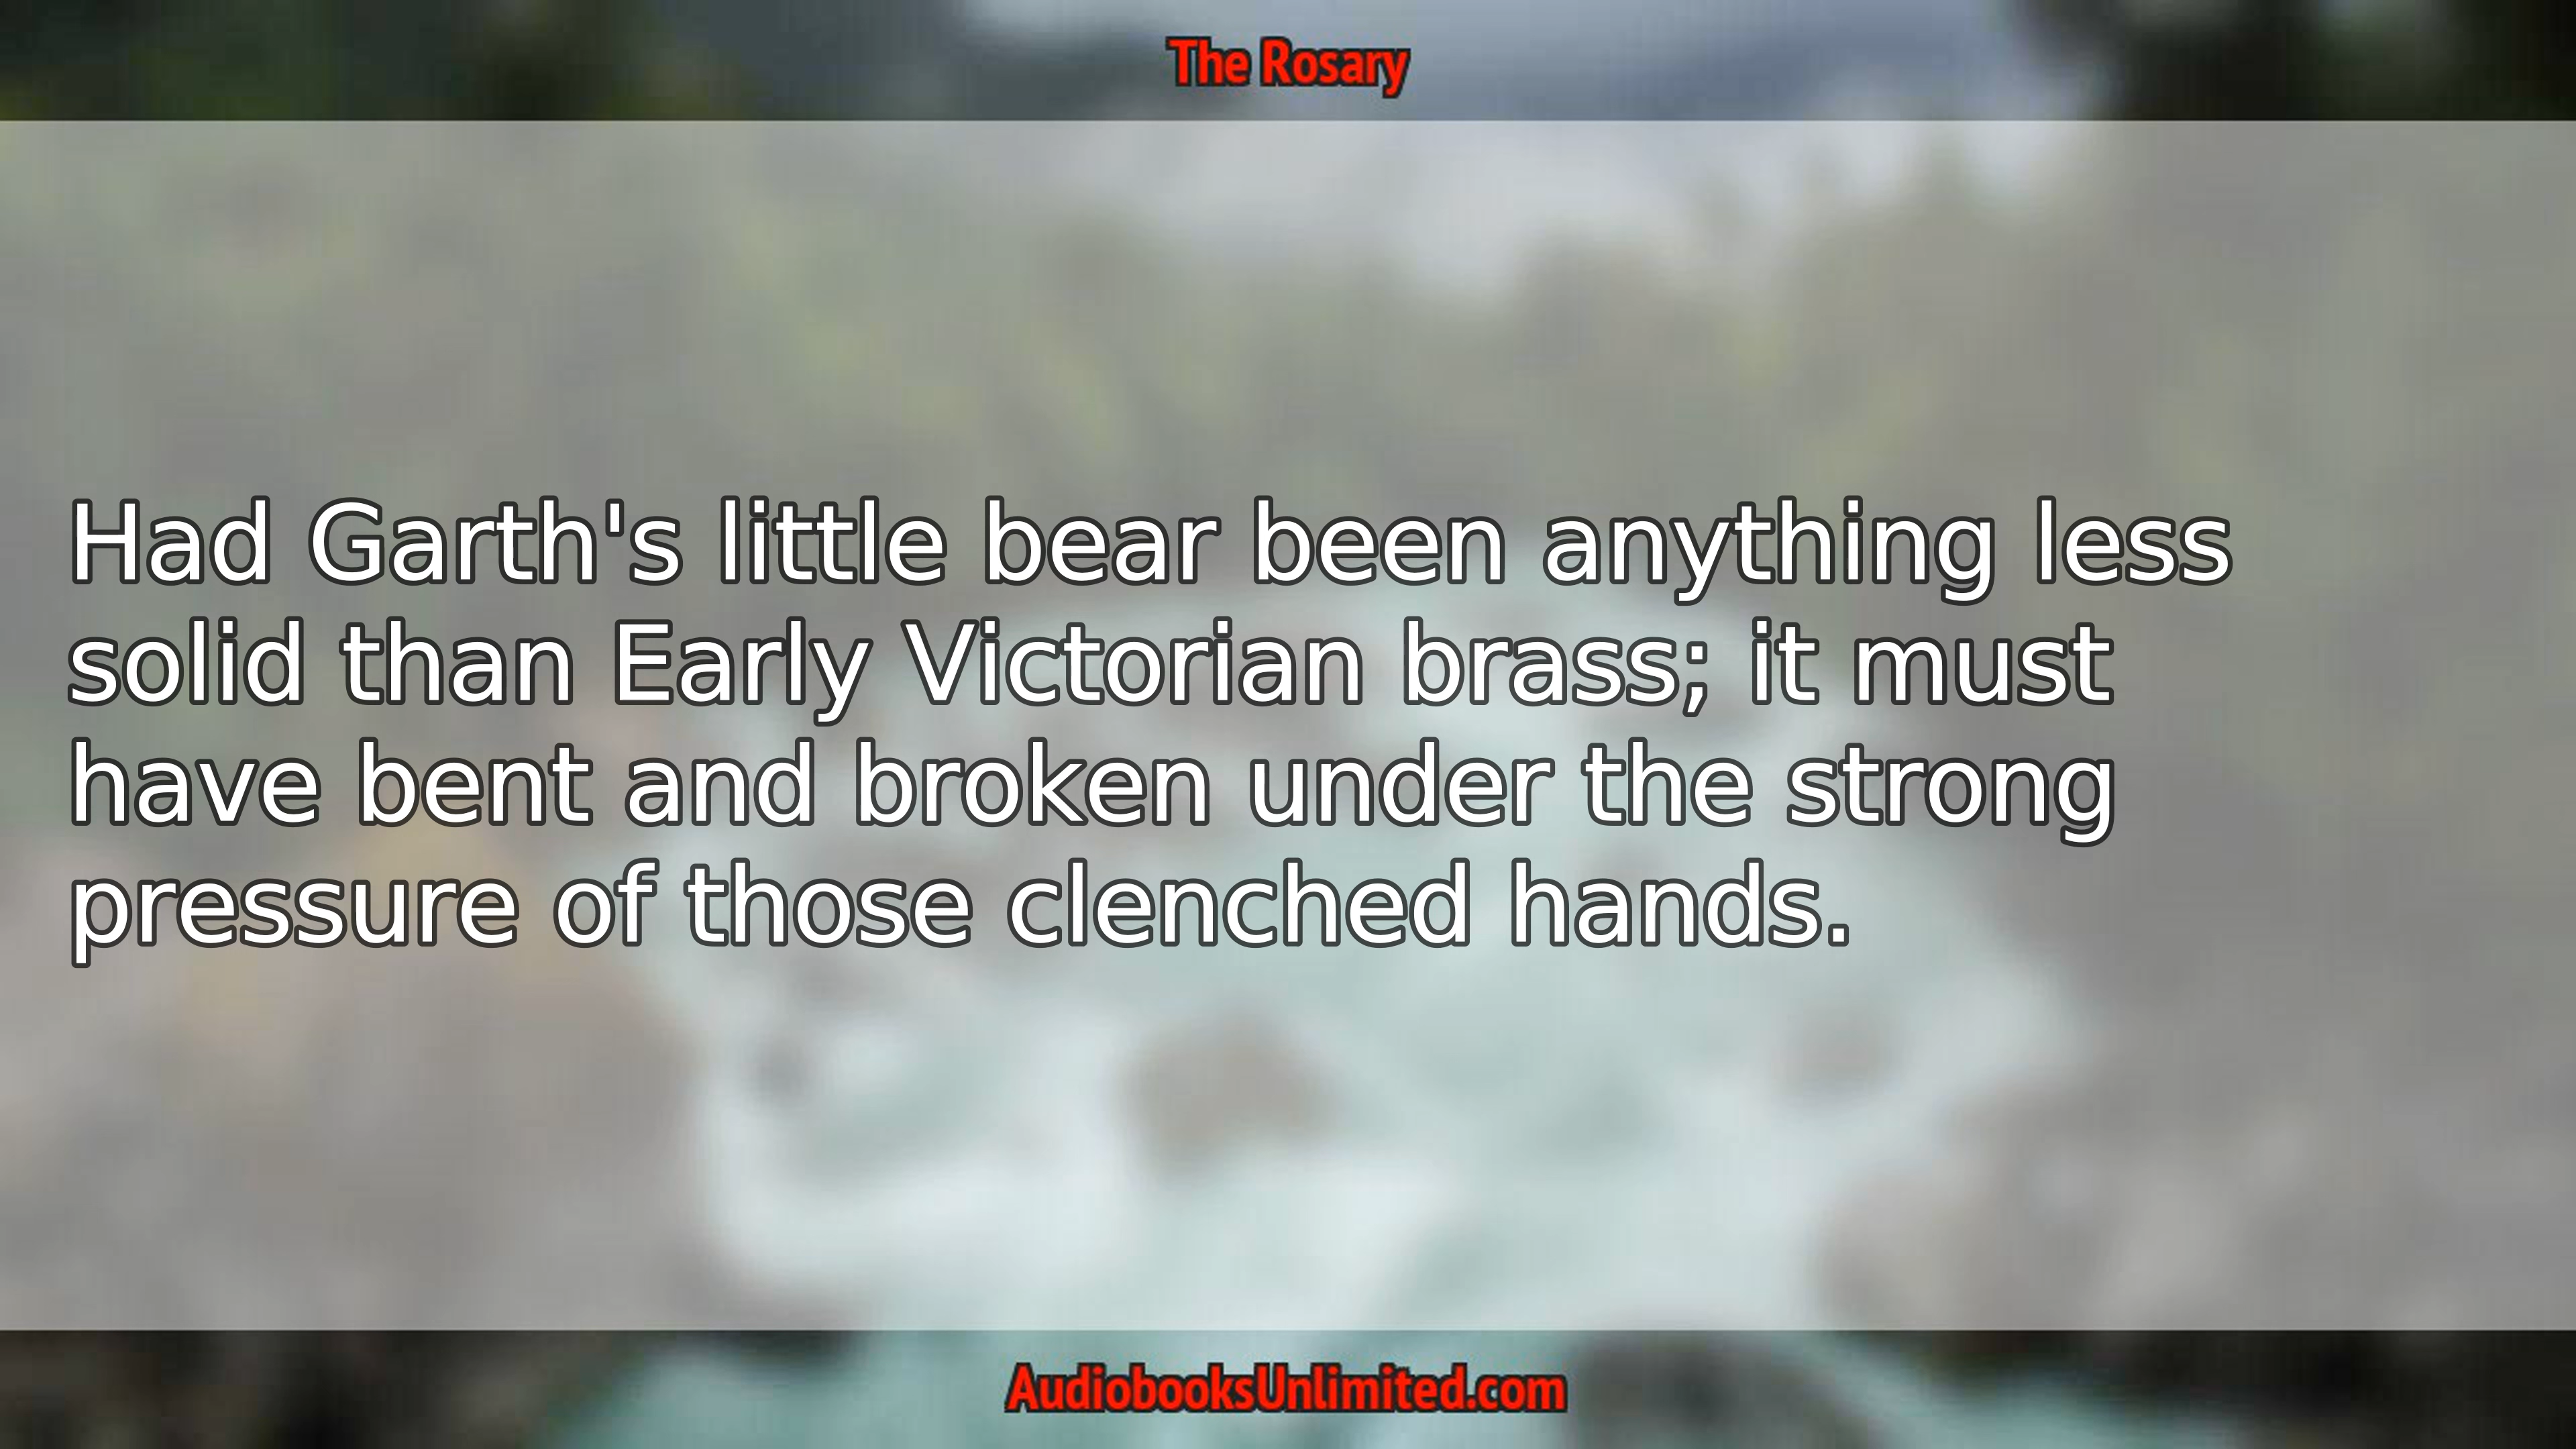 The Rosary
Had Garth's little bear been anything less
solid than Early Victorian brass; it must
have bent and broken under the strong
pressure of those clenched hands.
AudiobooksUnlimited.com